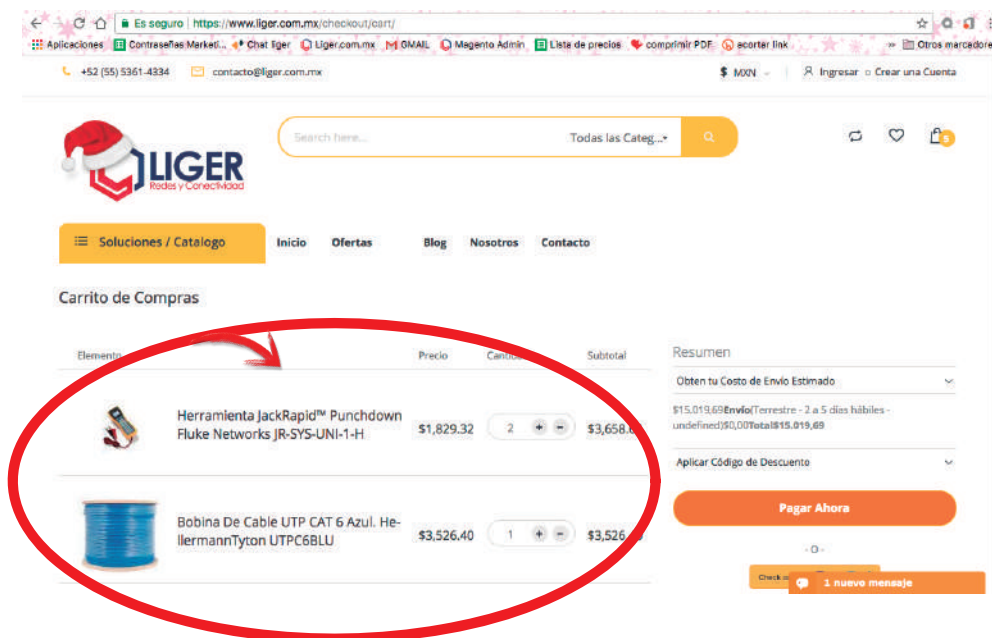 Es seguro | https://www.liger.com.mx/checkout/cart/
Aplicaciones Contraseñas Marketi... Chat liger Liger.com.mx GMAIL Magento Admin Lista de precios comprimir PDF acortar link » Otros marcadore
+52 (55) 5361-4334 contacto@liger.com.mx $ MXN Ingresar o Crear una Cuenta
Search here... Todas las Categ... 5
LIGER
Redes y Conectividad
Soluciones / Catalogo Inicio Ofertas Blog Nosotros Contacto
Carrito de Compras
Elemento Precio Subtotal
Herramienta JackRapid™ Punchdown
Fluke Networks JR-SYS-UNI-1-H
$1,829.32 2 + -
Bobina De Cable UTP CAT 6 Azul. He-
llermannTyton UTPC6BLU
$3,526.40 1 + -
Resumen
Obten tu Costo de Envío Estimado
$15.019,69Envío(Terrestre - 2 a 5 días hábiles -
undefined)$0,00Total$15.019,69
Aplicar Código de Descuento
Pagar Ahora
- O -
Check
1 nuevo mensaje